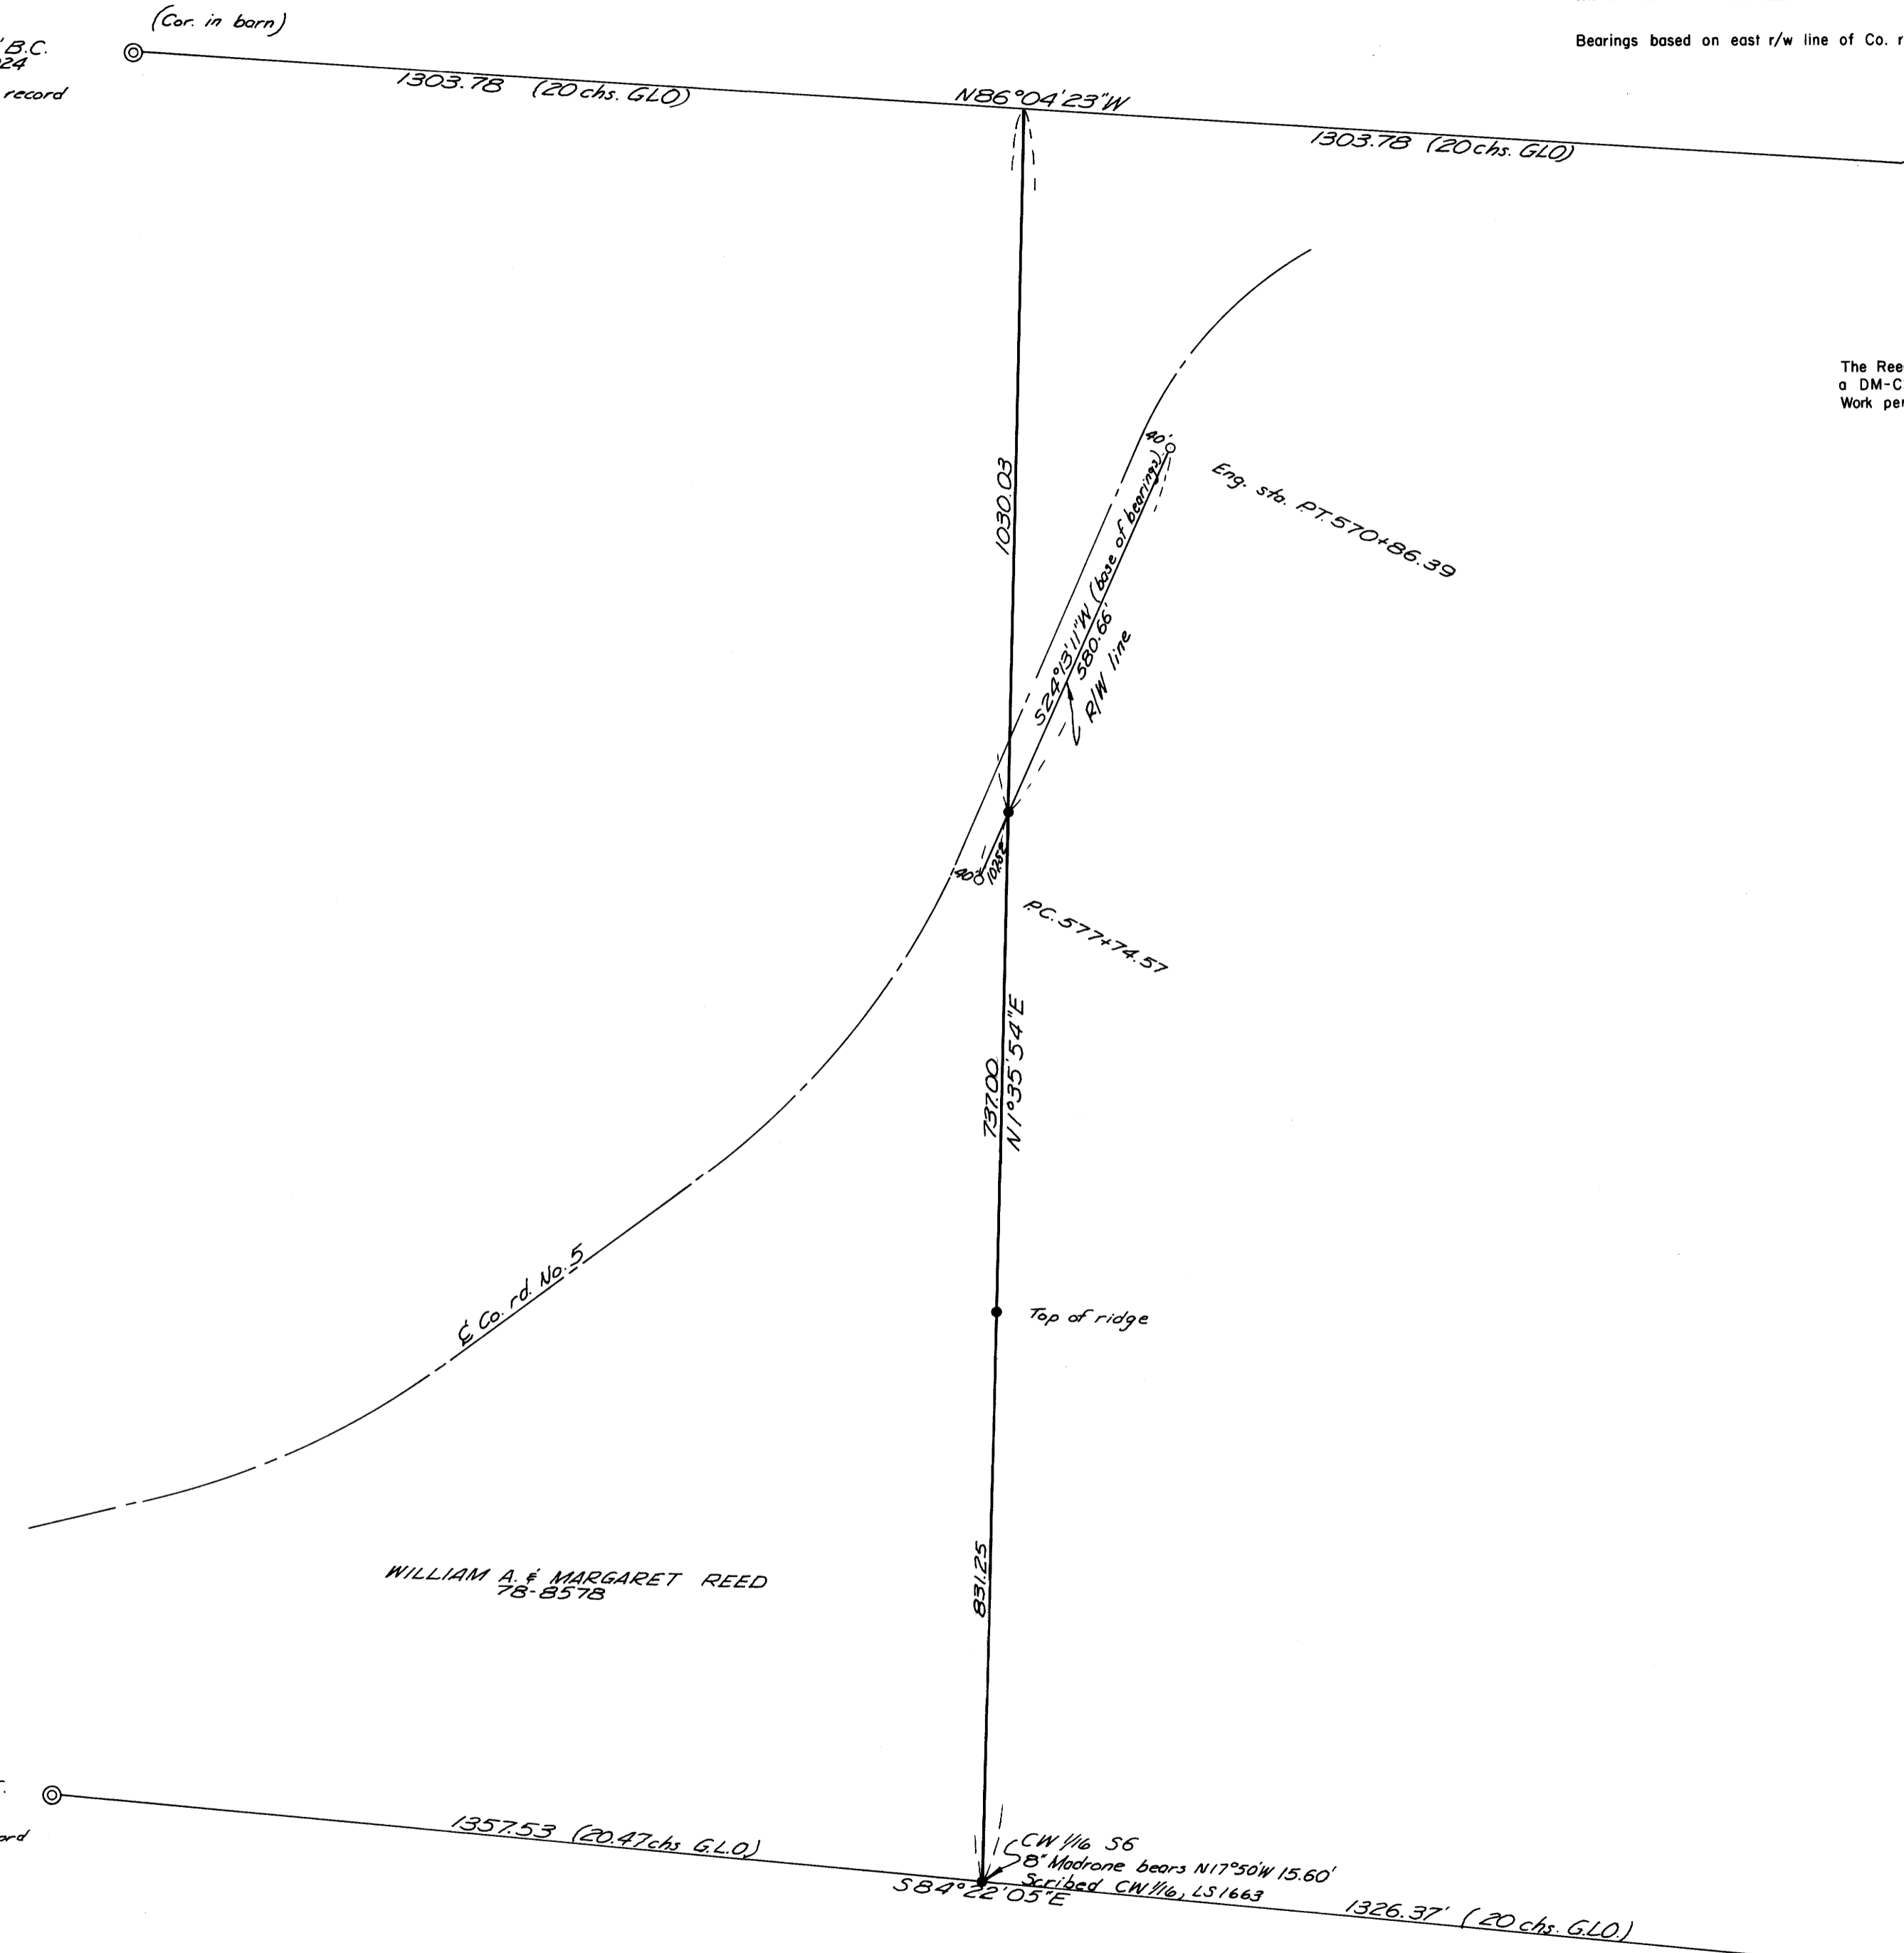 (Cor. in barn)
B.C.
24
record
Bearings based on east r/w line of Co. r
1303.78 (20 chs. GLO)
N86°04'23"W
1303.78 (20 chs. GLO)
The Ree
a DM-C
Work per
1030.03
40'
S24°13'11"W (base of bearings)
580.66'
R/W line
Eng. sta. P.T. 570+86.39
40'
102.52
P.C. 577+74.57
737.00
N1°35'54"E
℄ Co. rd. No. 5
Top of ridge
831.25
WILLIAM A. & MARGARET REED
78-8578
ord
1357.53 (20.47chs G.L.O.)
CW 1/16 S6
8" Madrone bears N17°50'W 15.60'
Scribed CW 1/16, LS1663
S84°22'05"E
1326.37' (20 chs. G.L.O.)